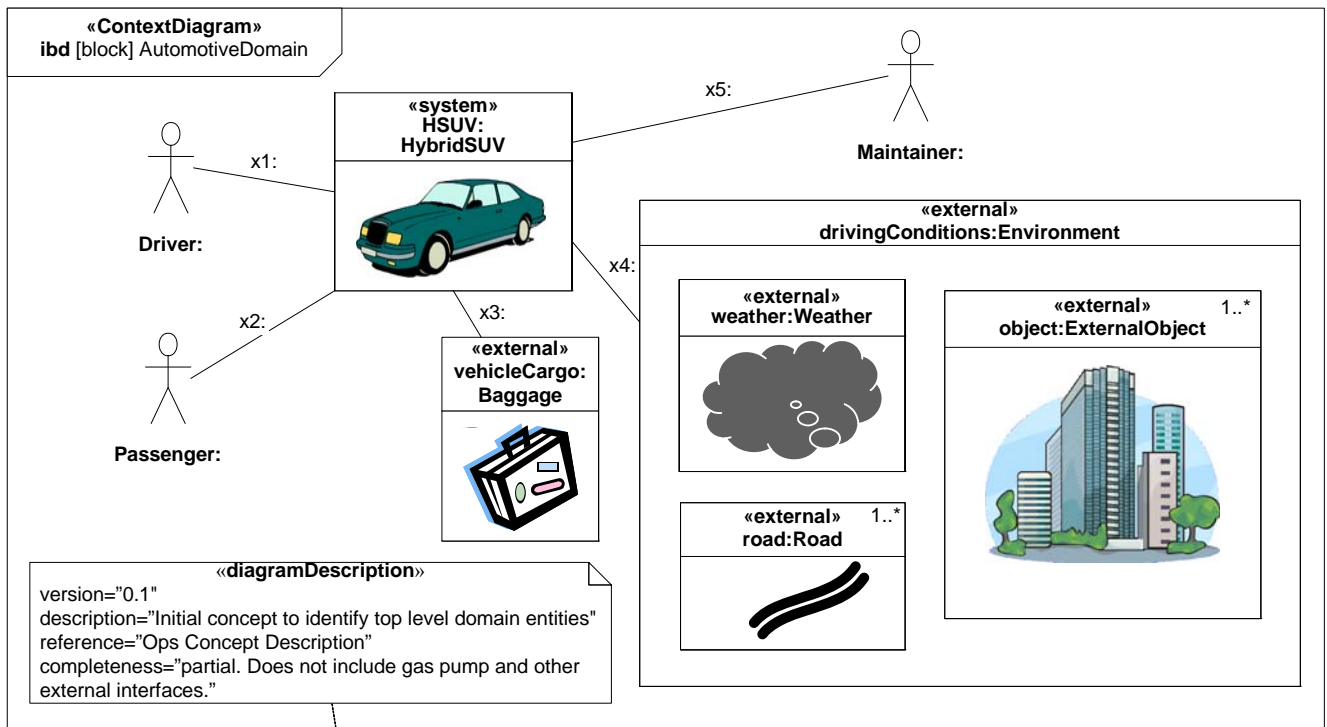 «ContextDiagram»
ibd [block] AutomotiveDomain
x5:
«system»
HSUV:
HybridSUV
x1:
Maintainer:
Driver:
«external»
drivingConditions:Environment
x4:
x2:
x3:
«external»
weather:Weather
«external» 1..*
object:ExternalObject
«external»
vehicleCargo:
Baggage
Passenger:
«external» 1..*
road:Road
«diagramDescription»
version=”0.1"
description=”Initial concept to identify top level domain entities"
reference=”Ops Concept Description”
completeness=”partial. Does not include gas pump and other
external interfaces.”